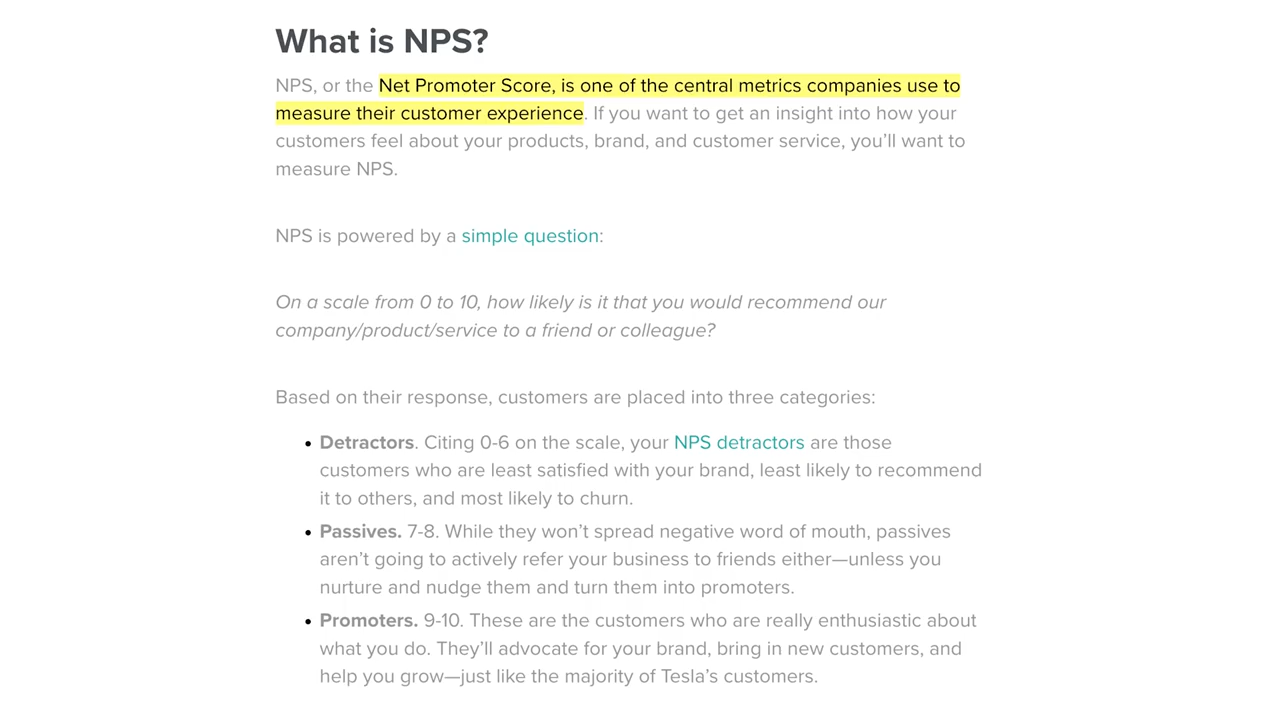 What is NPS?
NPS, or the Net Promoter Score, is one of the central metrics companies use to
measure their customer experience. If you want to get an insight into how your
customers feel about your products, brand, and customer service, you’ll want to
measure NPS.
NPS is powered by a simple question:
On a scale from 0 to 10, how likely is it that you would recommend our
company/product/service to a friend or colleague?
Based on their response, customers are placed into three categories:
• Detractors. Citing 0-6 on the scale, your NPS detractors are those
customers who are least satisfied with your brand, least likely to recommend
it to others, and most likely to churn.
• Passives. 7-8. While they won’t spread negative word of mouth, passives
aren’t going to actively refer your business to friends either—unless you
nurture and nudge them and turn them into promoters.
• Promoters. 9-10. These are the customers who are really enthusiastic about
what you do. They’ll advocate for your brand, bring in new customers, and
help you grow—just like the majority of Tesla’s customers.